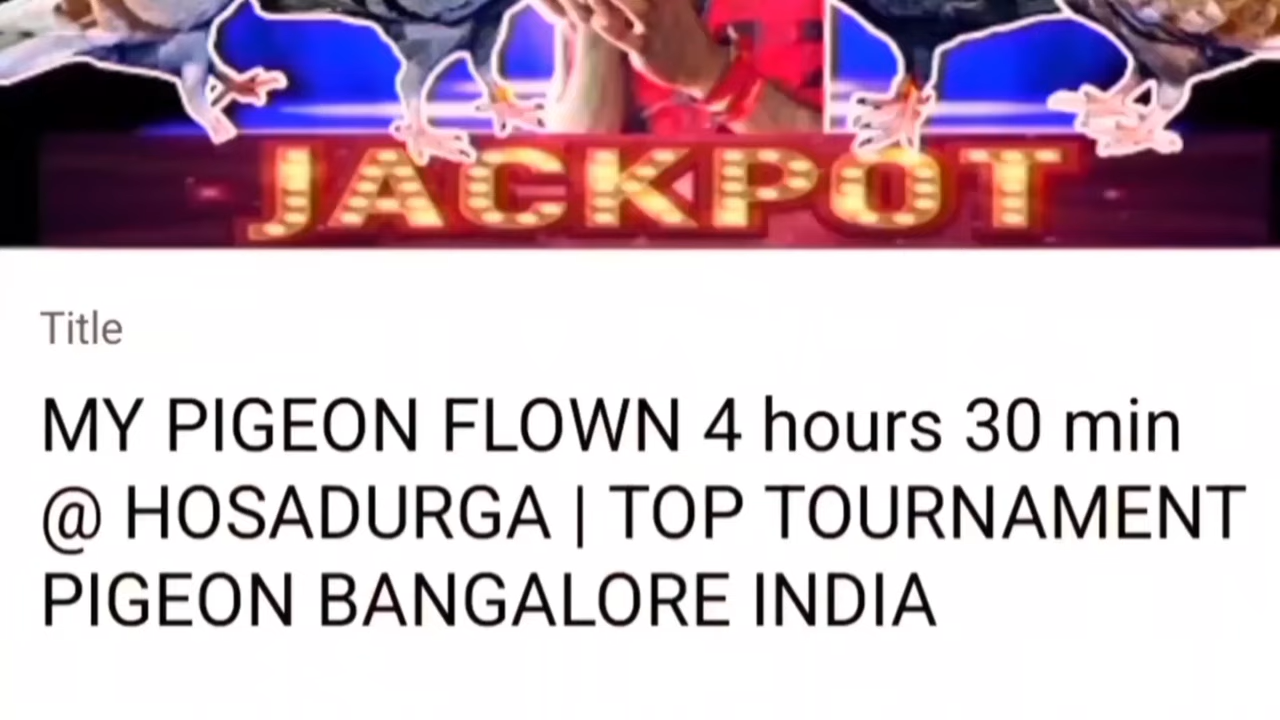 JACKPOT
Title
MY PIGEON FLOWN 4 hours 30 min
@ HOSADURGA | TOP TOURNAMENT
PIGEON BANGALORE INDIA